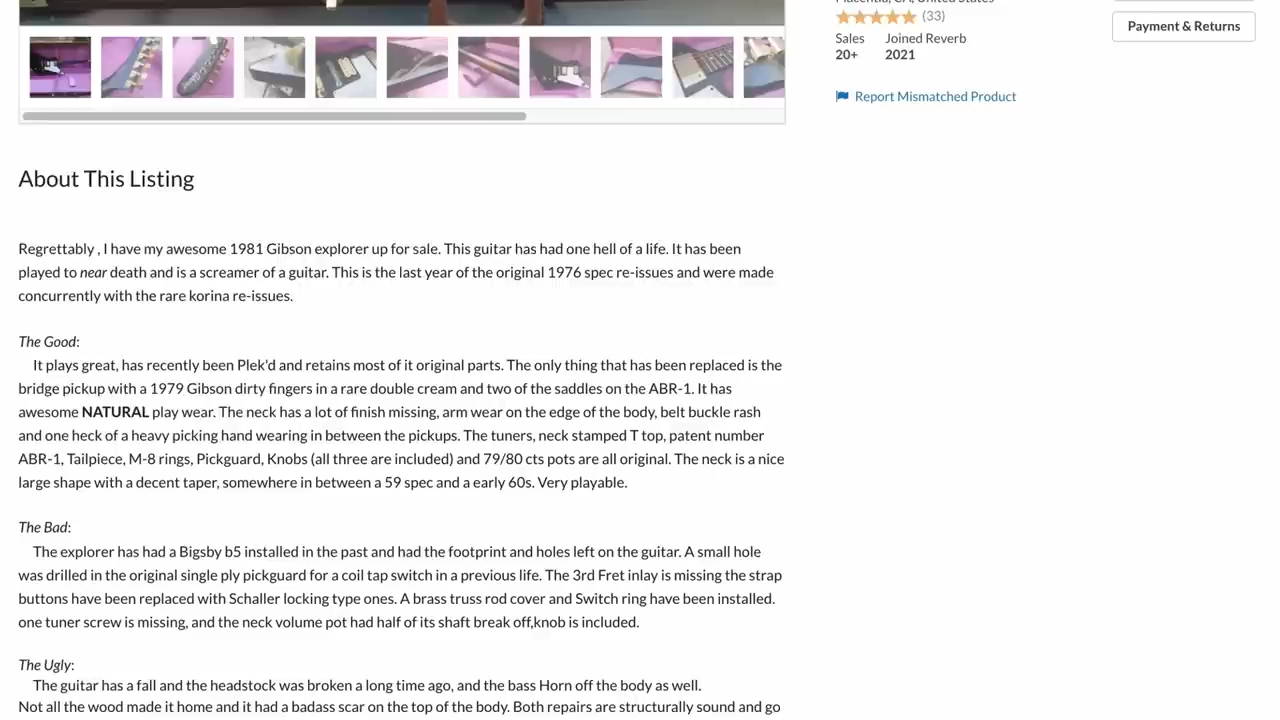 Placentia, CA, United States
(33)
Payment & Returns
Sales Joined Reverb
20+ 2021
Report Mismatched Product
About This Listing
Regrettably , I have my awesome 1981 Gibson explorer up for sale. This guitar has had one hell of a life. It has been
played to near death and is a screamer of a guitar. This is the last year of the original 1976 spec re-issues and were made
concurrently with the rare korina re-issues.
The Good:
It plays great, has recently been Plek'd and retains most of it original parts. The only thing that has been replaced is the
bridge pickup with a 1979 Gibson dirty fingers in a rare double cream and two of the saddles on the ABR-1. It has
awesome NATURAL play wear. The neck has a lot of finish missing, arm wear on the edge of the body, belt buckle rash
and one heck of a heavy picking hand wearing in between the pickups. The tuners, neck stamped T top, patent number
ABR-1, Tailpiece, M-8 rings, Pickguard, Knobs (all three are included) and 79/80 cts pots are all original. The neck is a nice
large shape with a decent taper, somewhere in between a 59 spec and a early 60s. Very playable.
The Bad:
The explorer has had a Bigsby b5 installed in the past and had the footprint and holes left on the guitar. A small hole
was drilled in the original single ply pickguard for a coil tap switch in a previous life. The 3rd Fret inlay is missing the strap
buttons have been replaced with Schaller locking type ones. A brass truss rod cover and Switch ring have been installed.
one tuner screw is missing, and the neck volume pot had half of its shaft break off,knob is included.
The Ugly:
The guitar has a fall and the headstock was broken a long time ago, and the bass Horn off the body as well.
Not all the wood made it home and it had a badass scar on the top of the body. Both repairs are structurally sound and go